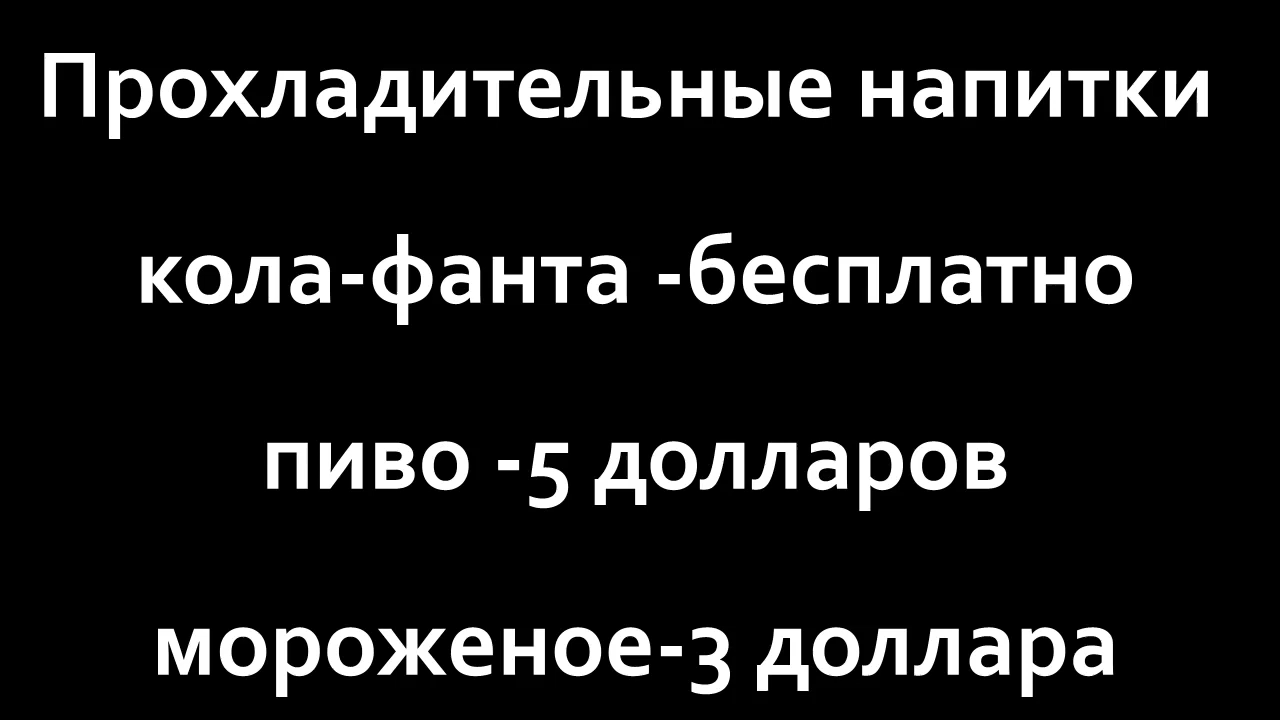 Прохладительные напитки
кола-фанта -бесплатно
пиво -5 долларов
мороженое-3 доллара